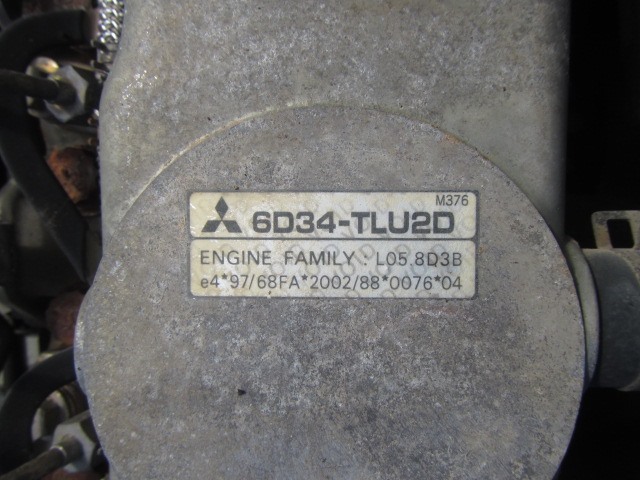 M376
6D34-TLU2D
ENGINE FAMILY : L05.8D3B
e4*97/68FA*2002/88*0076*04